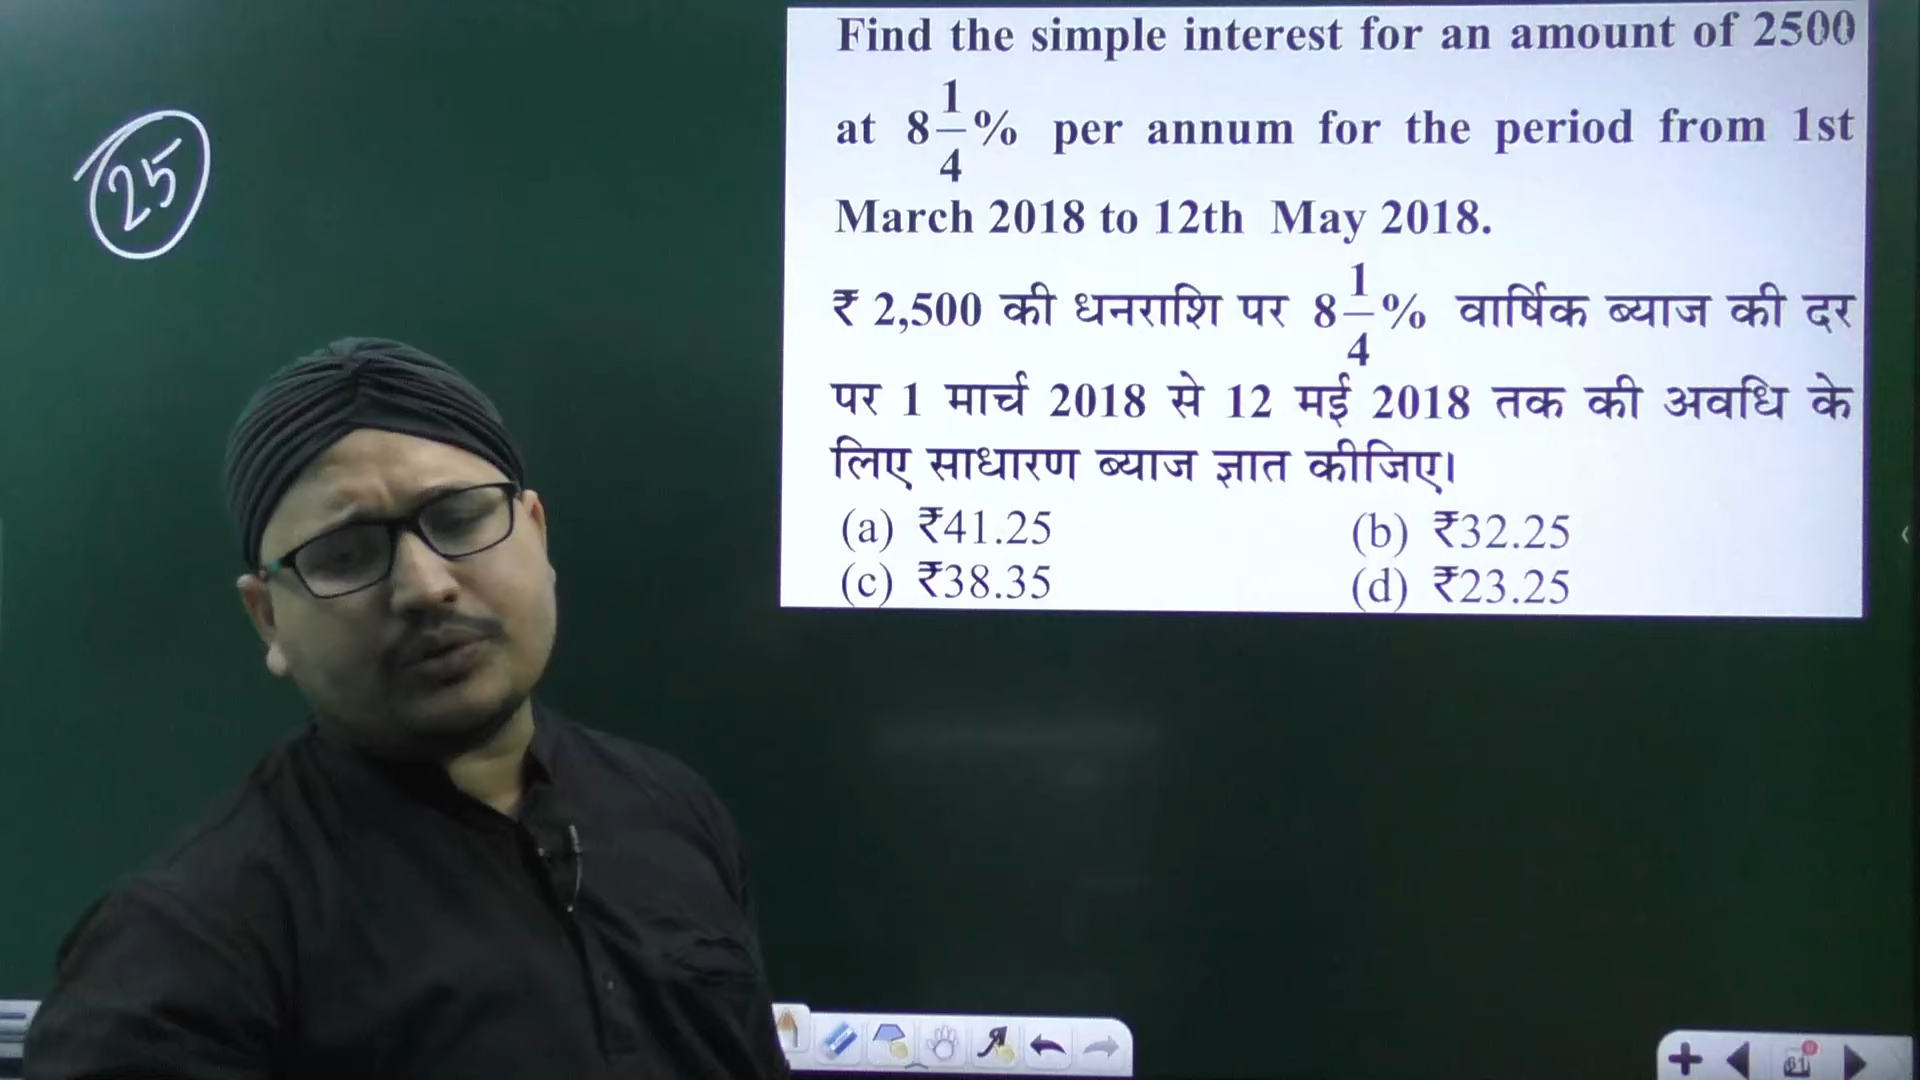 25
Find the simple interest for an amount of 2500
at 8 1/4 % per annum for the period from 1st
March 2018 to 12th May 2018.
₹ 2,500 की धनराशि पर 8 1/4 % वार्षिक ब्याज की दर
पर 1 मार्च 2018 से 12 मई 2018 तक की अवधि के
लिए साधारण ब्याज ज्ञात कीजिए।
(a) ₹41.25 (b) ₹32.25
(c) ₹38.35 (d) ₹23.25